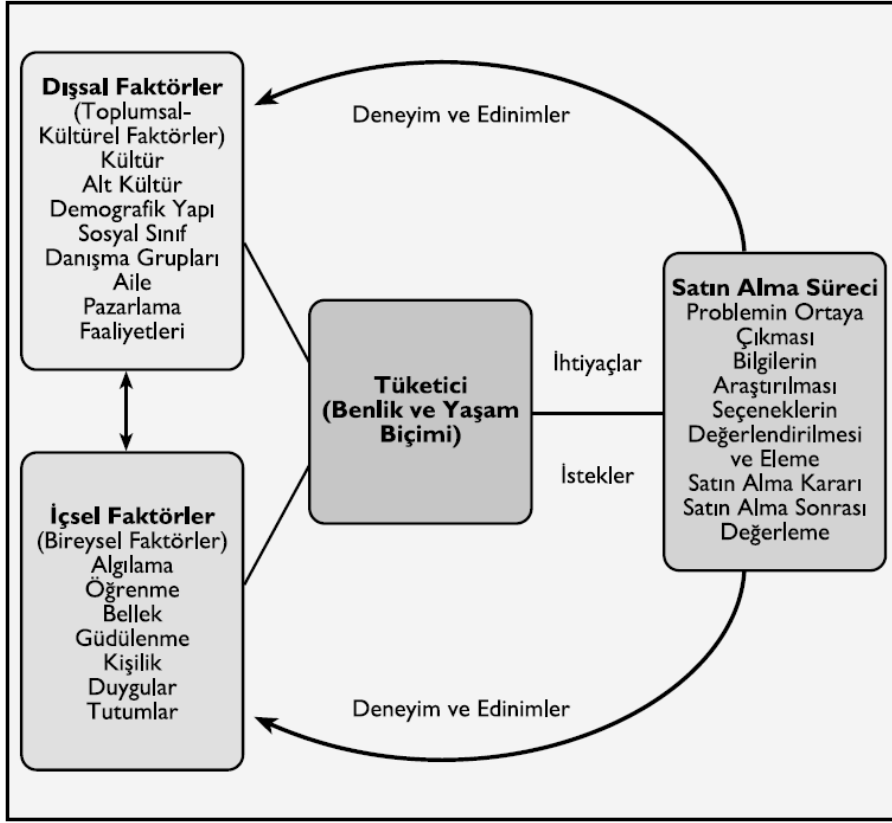 Dışsal Faktörler
(Toplumsal-
Kültürel Faktörler)
Kültür
Alt Kültür
Demografik Yapı
Sosyal Sınıf
Danışma Grupları
Aile
Pazarlama
Faaliyetleri
İçsel Faktörler
(Bireysel Faktörler)
Algılama
Öğrenme
Bellek
Güdülenme
Kişilik
Duygular
Tutumlar
Tüketici
(Benlik ve Yaşam
Biçimi)
Deneyim ve Edinimler
İhtiyaçlar
İstekler
Deneyim ve Edinimler
Satın Alma Süreci
Problemin Ortaya
Çıkması
Bilgilerin
Araştırılması
Seçeneklerin
Değerlendirilmesi
ve Eleme
Satın Alma Kararı
Satın Alma Sonrası
Değerleme